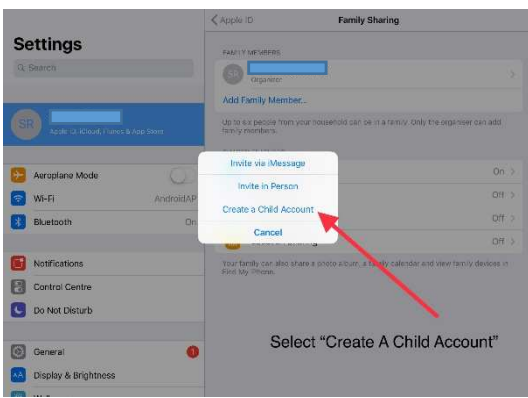 Apple ID
Family Sharing
Settings
Search
SR
Apple ID, iCloud, iTunes & App Store
Aeroplane Mode
Wi-Fi
AndroidAP
Bluetooth
On
Notifications
Control Centre
Do Not Disturb
General
1
AA
Display & Brightness
FAMILY MEMBERS
SR
Organiser
Add Family Member...
Up to six people from your household can be in a family. Only the organiser can add
family members.
Invite via iMessage
Invite in Person
Create a Child Account
Cancel
On
Off
Off
Sharing
Off
Your family can also share a photo album, a family calendar and view family devices in
Find My iPhone.
Select “Create A Child Account”